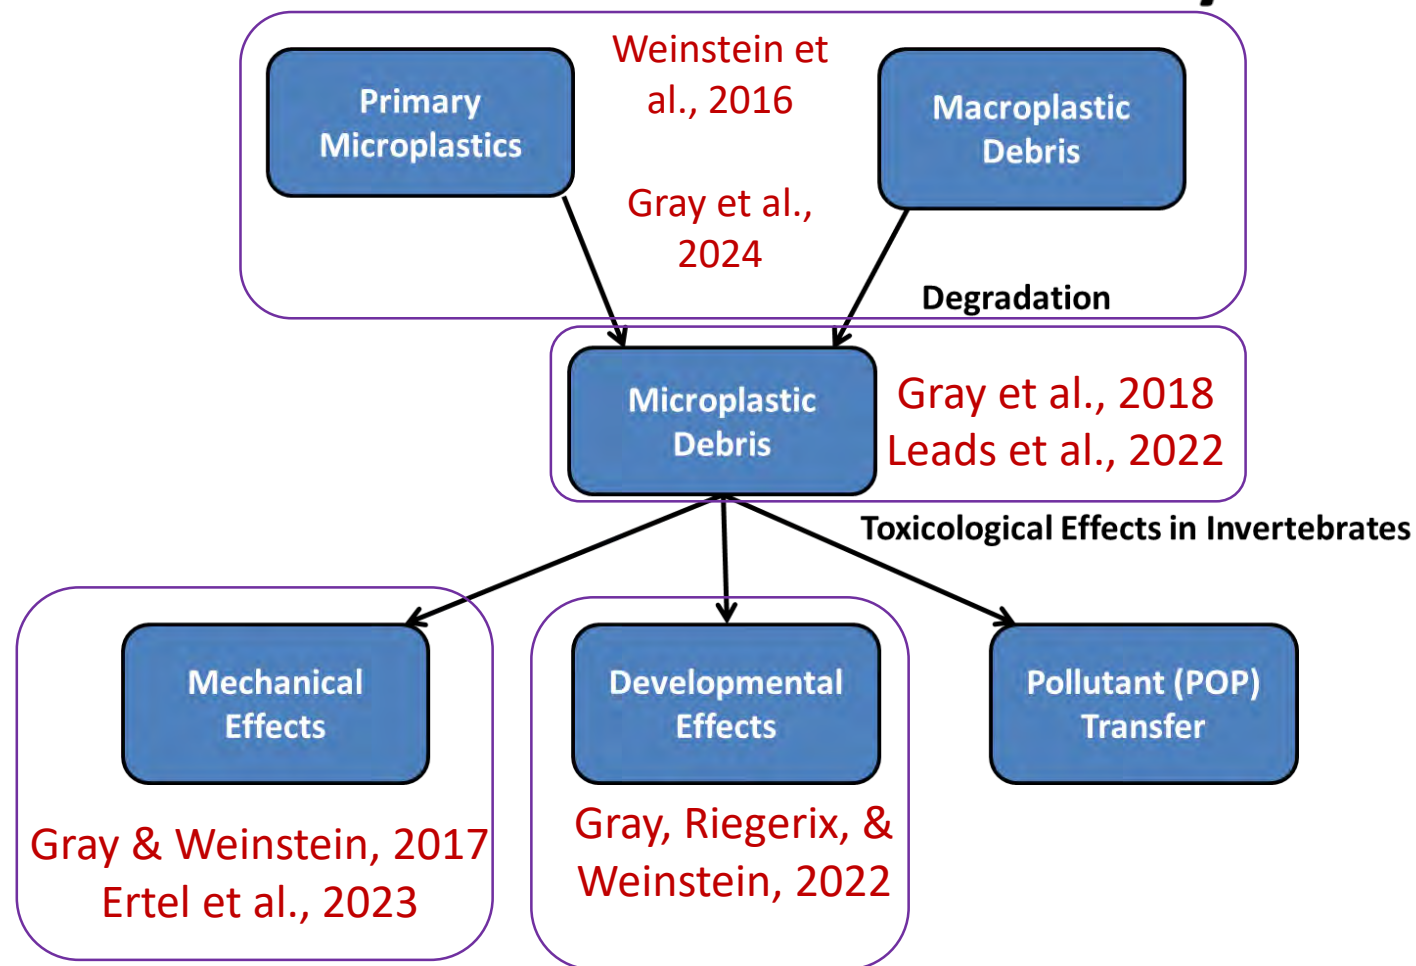 Primary
Microplastics
Weinstein et
al., 2016
Gray et al.,
2024
Macroplastic
Debris
Degradation
Microplastic
Debris
Gray et al., 2018
Leads et al., 2022
Toxicological Effects in Invertebrates
Mechanical
Effects
Gray & Weinstein, 2017
Ertel et al., 2023
Developmental
Effects
Gray, Riegerix, &
Weinstein, 2022
Pollutant (POP)
Transfer